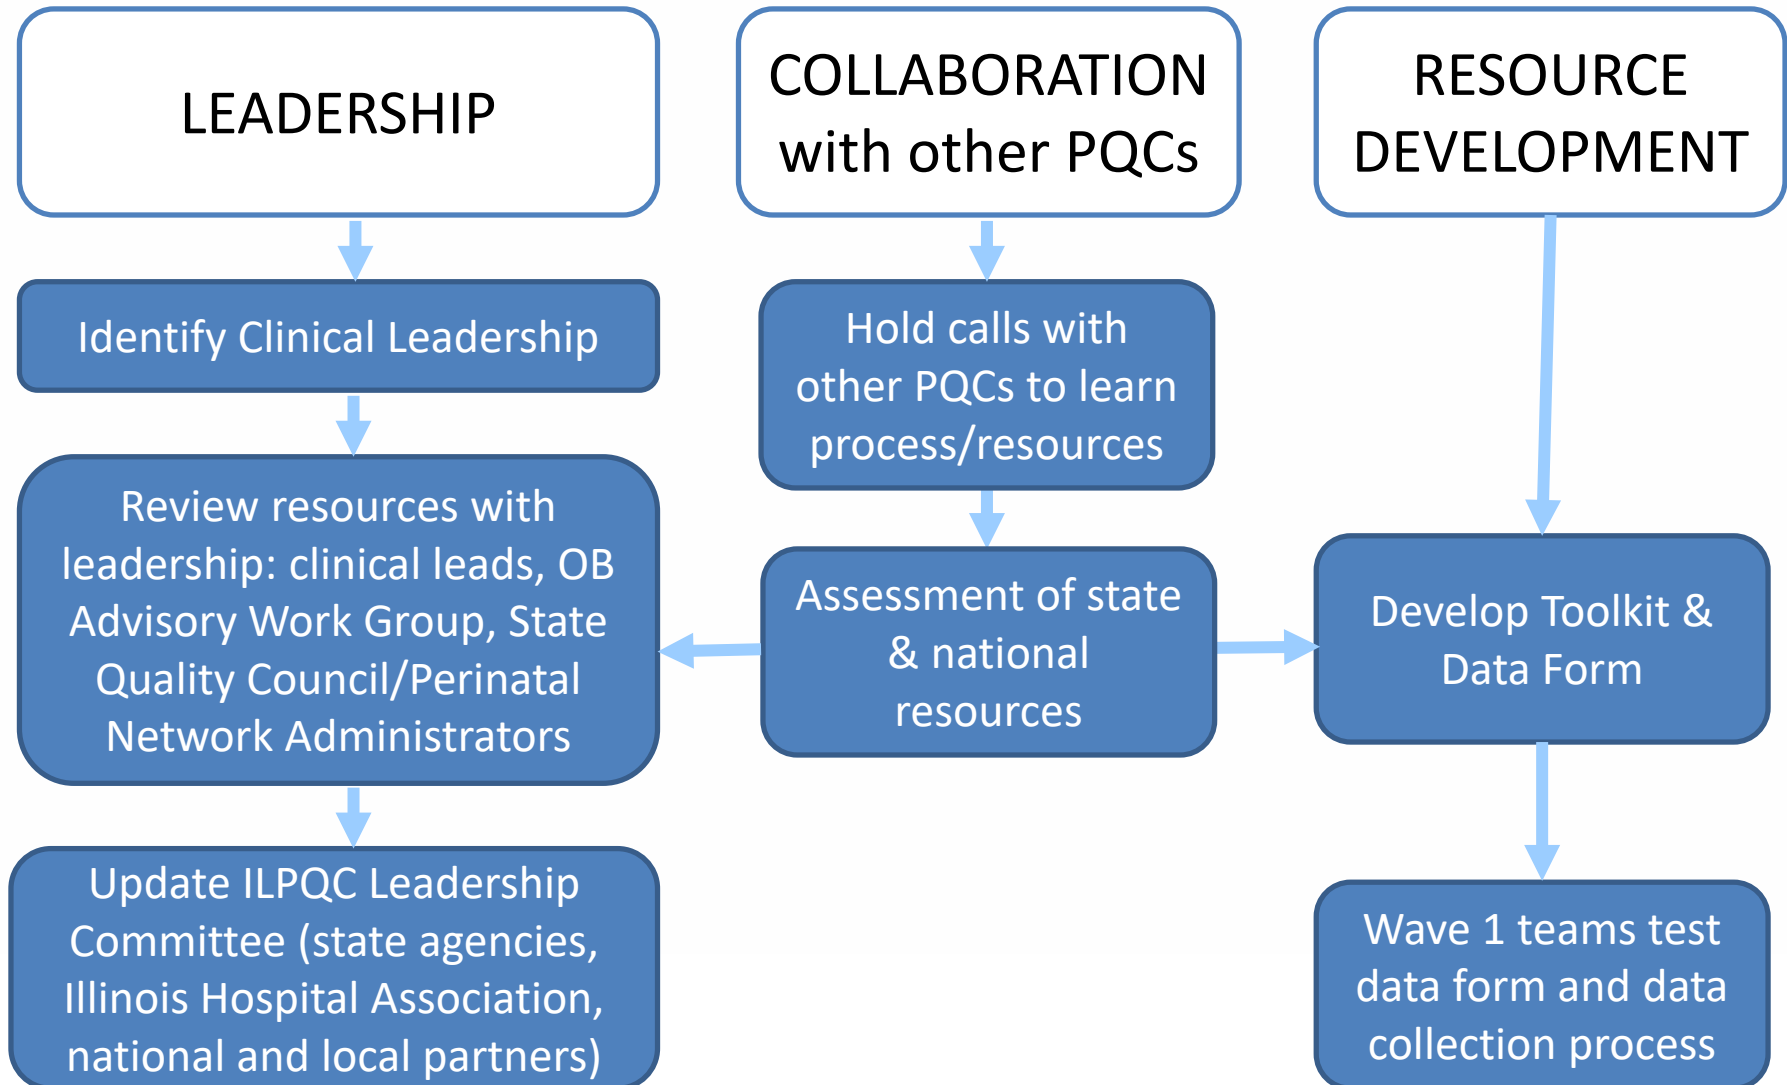 LEADERSHIP
Identify Clinical Leadership
Review resources with
leadership: clinical leads, OB
Advisory Work Group, State
Quality Council/Perinatal
Network Administrators
Update ILPQC Leadership
Committee (state agencies,
Illinois Hospital Association,
national and local partners)
COLLABORATION
with other PQCs
Hold calls with
other PQCs to learn
process/resources
Assessment of state
& national
resources
RESOURCE
DEVELOPMENT
Develop Toolkit &
Data Form
Wave 1 teams test
data form and data
collection process